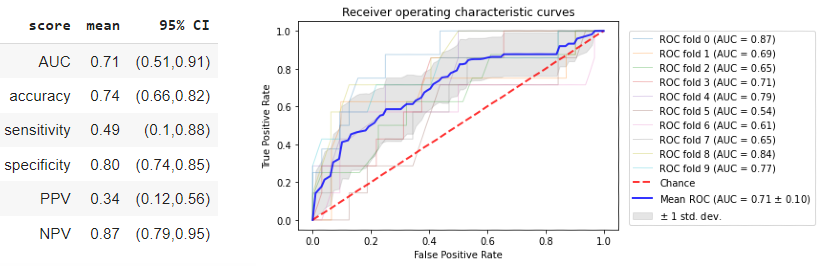 score mean 95% CI
AUC 0.71 (0.51,0.91)
accuracy 0.74 (0.66,0.82)
sensitivity 0.49 (0.1,0.88)
specificity 0.80 (0.74,0.85)
PPV 0.34 (0.12,0.56)
NPV 0.87 (0.79,0.95)
Receiver operating characteristic curves
True Positive Rate
1.0
0.8
0.6
0.4
0.2
0.0
0.0 0.2 0.4 0.6 0.8 1.0
False Positive Rate
ROC fold 0 (AUC = 0.87)
ROC fold 1 (AUC = 0.69)
ROC fold 2 (AUC = 0.65)
ROC fold 3 (AUC = 0.71)
ROC fold 4 (AUC = 0.79)
ROC fold 5 (AUC = 0.54)
ROC fold 6 (AUC = 0.61)
ROC fold 7 (AUC = 0.65)
ROC fold 8 (AUC = 0.84)
ROC fold 9 (AUC = 0.77)
Chance
Mean ROC (AUC = 0.71 ± 0.10)
± 1 std. dev.